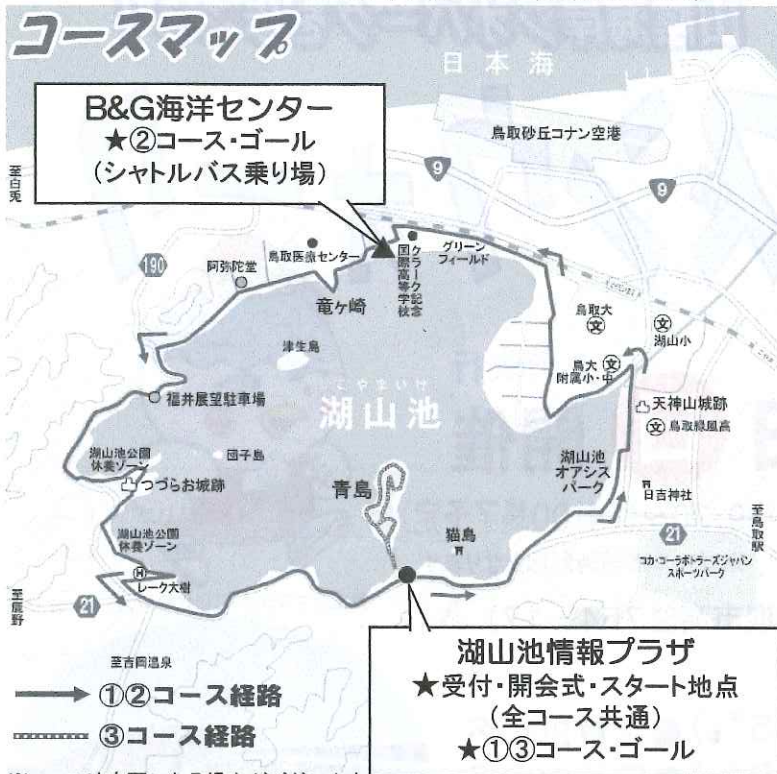 コースマップ
日本海
B&G海洋センター
★②コース・ゴール
(シャトルバス乗り場)
鳥取砂丘コナン空港
9
9
至白兎
190
阿弥陀堂
鳥取医療センター
クラーク記念
国際高等学校
グリーン
フィールド
竜ヶ崎
鳥取大
文
文
湖山小
鳥大
附属小・中
文
津生島
こやまいけ
湖山池
福井展望駐車場
天神山城跡
文
鳥取緑風高
湖山池公園
休養ゾーン
団子島
つづらお城跡
青島
湖山池
オアシス
パーク
日吉神社
至鳥取駅
猫島
21
湖山池公園
休養ゾーン
コカ・コーラボトラーズジャパン
スポーツパーク
H
レーク大樹
21
至鹿野
至吉岡温泉
①②コース経路
③コース経路
湖山池情報プラザ
★受付・開会式・スタート地点
(全コース共通)
★①③コース・ゴール